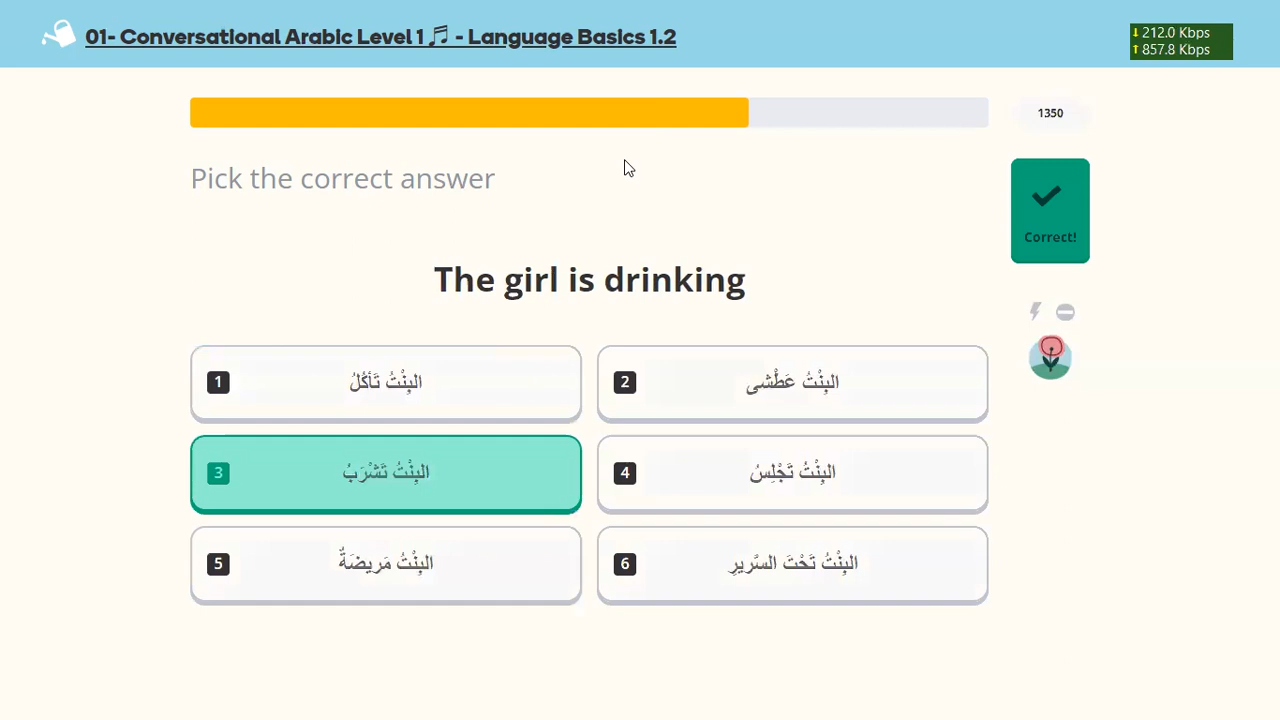 01- Conversational Arabic Level 1 🎵 - Language Basics 1.2
↓ 212.0 Kbps
↑ 857.8 Kbps
1350
Pick the correct answer
Correct!
The girl is drinking
1 البِنْتُ تَأكُلُ
2 البِنْتُ عَطْشى
3 البِنْتُ تَشْرَبُ
4 البِنْتُ تَجْلِسُ
5 البِنْتُ مَريضَةٌ
6 البِنْتُ تَحْتَ السَّريرِ